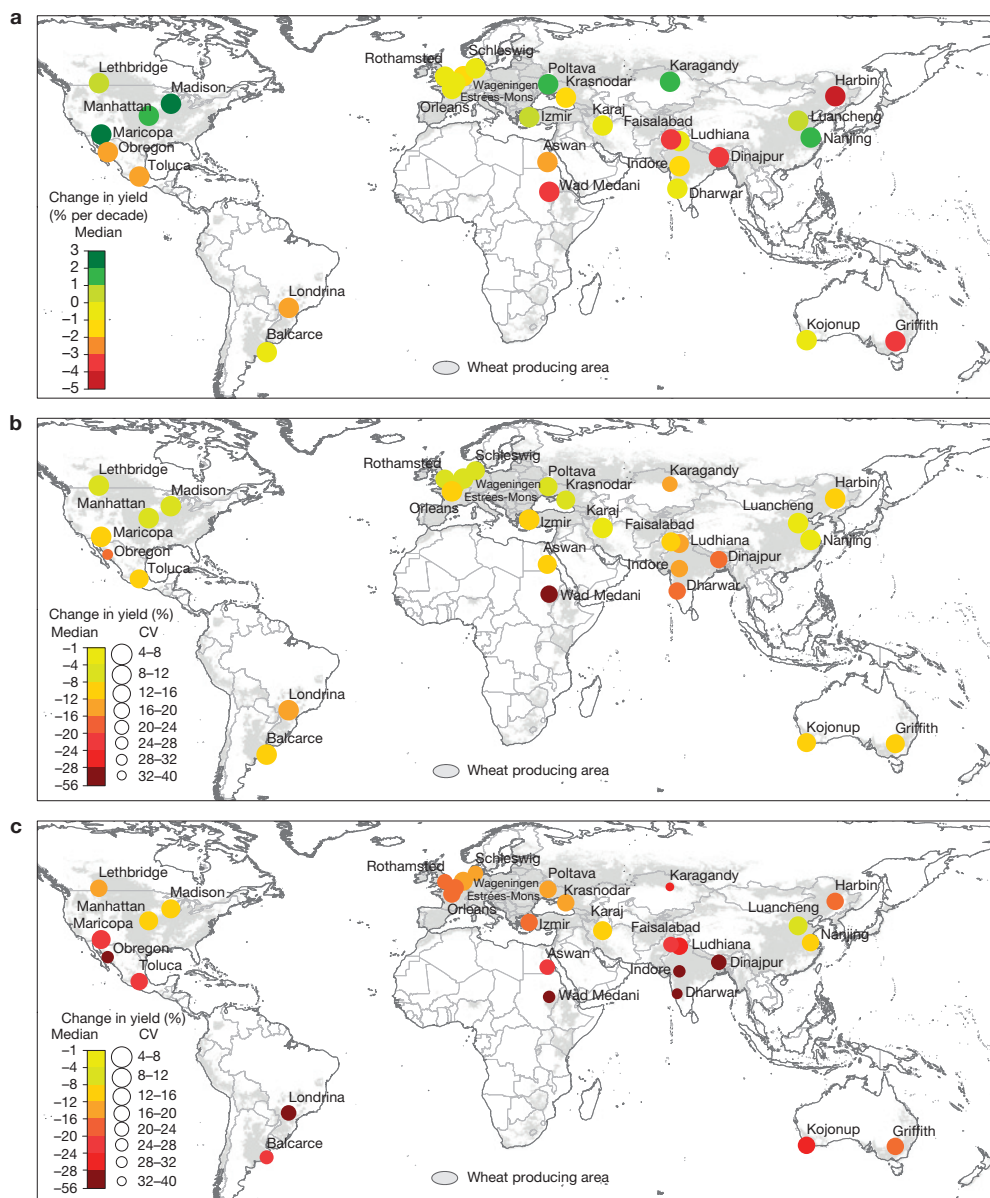 a
Rothamsted
Schleswig
Lethbridge
Madison
Poltava
Karagandy
Harbin
Wageningen
Krasnodar
Estrées-Mons
Manhattan
Orleans
Izmir
Karaj
Luancheng
Maricopa
Faisalabad
Ludhiana
Nanjing
Obregon
Aswan
Toluca
Indore
Dinajpur
Wad Medani
Dharwar
Change in yield
(% per decade)
Median
3
2
1
0
−1
−2
−3
−4
−5
Londrina
Balcarce
Kojonup
Griffith
Wheat producing area
b
Rothamsted
Schleswig
Lethbridge
Madison
Poltava
Karagandy
Harbin
Wageningen
Krasnodar
Estrées-Mons
Manhattan
Orleans
Izmir
Karaj
Luancheng
Maricopa
Faisalabad
Ludhiana
Nanjing
Obregon
Aswan
Toluca
Indore
Dinajpur
Wad Medani
Dharwar
Change in yield (%)
Median CV
−1
−4
−8
−12
−16
−20
−24
−28
−56
4–8
8–12
12–16
16–20
20–24
24–28
28–32
32–40
Londrina
Balcarce
Kojonup
Griffith
Wheat producing area
c
Rothamsted
Schleswig
Lethbridge
Madison
Poltava
Karagandy
Harbin
Wageningen
Krasnodar
Estrées-Mons
Manhattan
Orleans
Izmir
Karaj
Luancheng
Maricopa
Faisalabad
Ludhiana
Nanjing
Obregon
Aswan
Toluca
Indore
Dinajpur
Wad Medani
Dharwar
Change in yield (%)
Median CV
−1
−4
−8
−12
−16
−20
−24
−28
−56
4–8
8–12
12–16
16–20
20–24
24–28
28–32
32–40
Londrina
Balcarce
Kojonup
Griffith
Wheat producing area